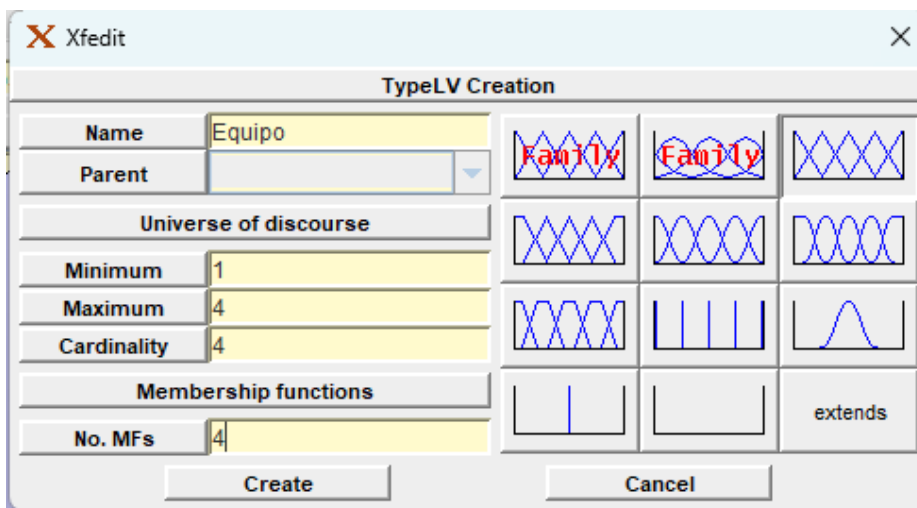 X Xfedit
TypeLV Creation
Name Equipo
Parent
Universe of discourse
Minimum 1
Maximum 4
Cardinality 4
Membership functions
No. MFs 4
Family Family
extends
Create Cancel